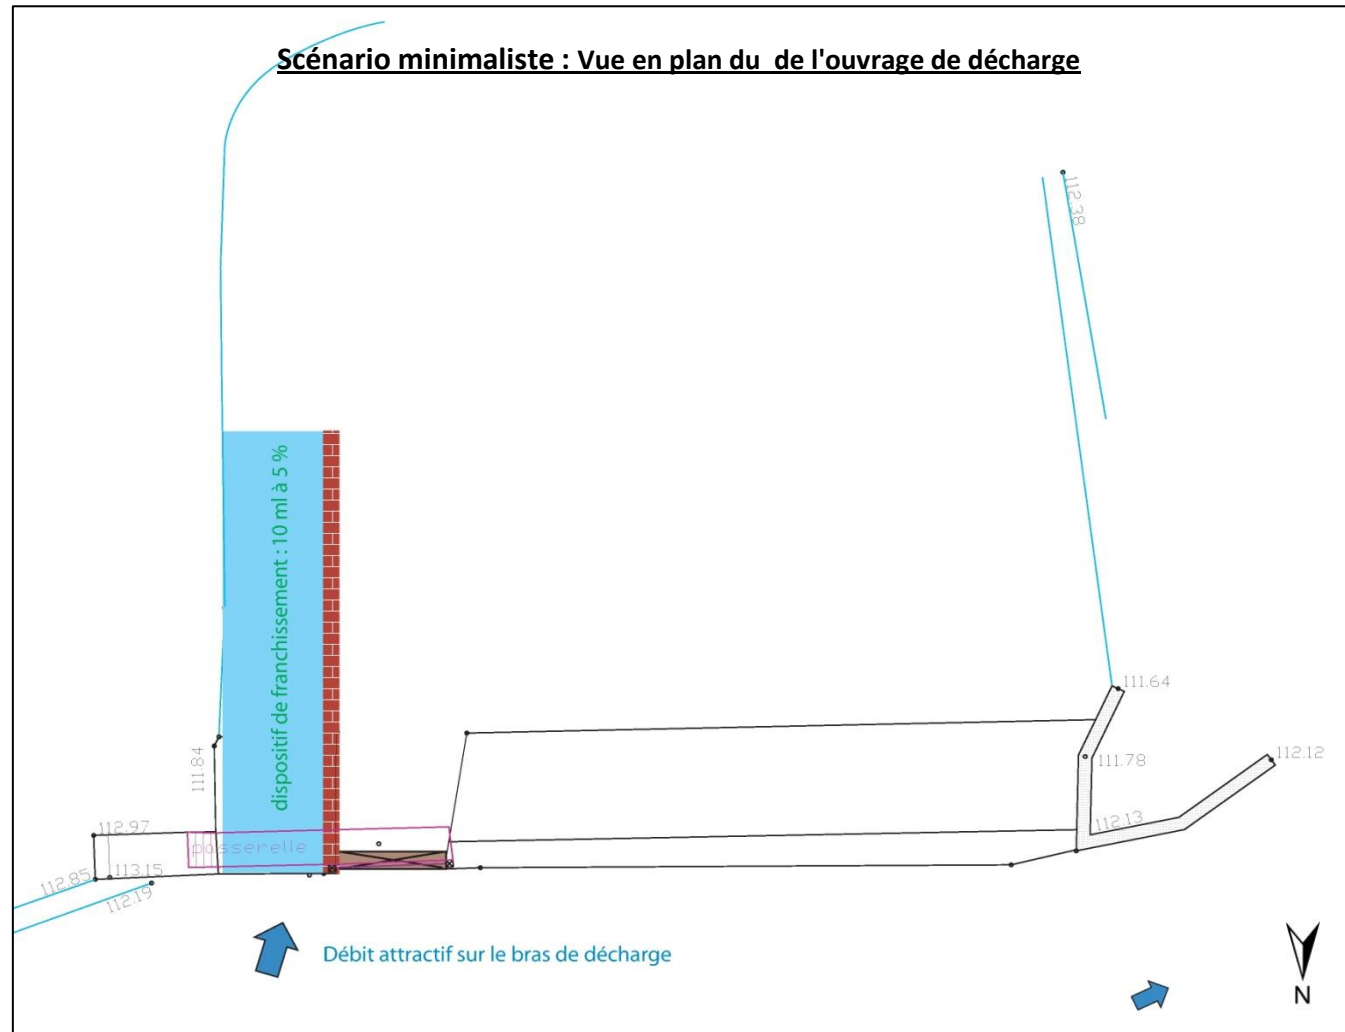 Scénario minimaliste : Vue en plan du  de l'ouvrage de décharge
112.38
dispositif de franchissement : 10 ml à 5 %
111.64
111.84
111.78
112.12
112.97
passerelle
112.13
112.85
113.15
112.19
Débit attractif sur le bras de décharge
N